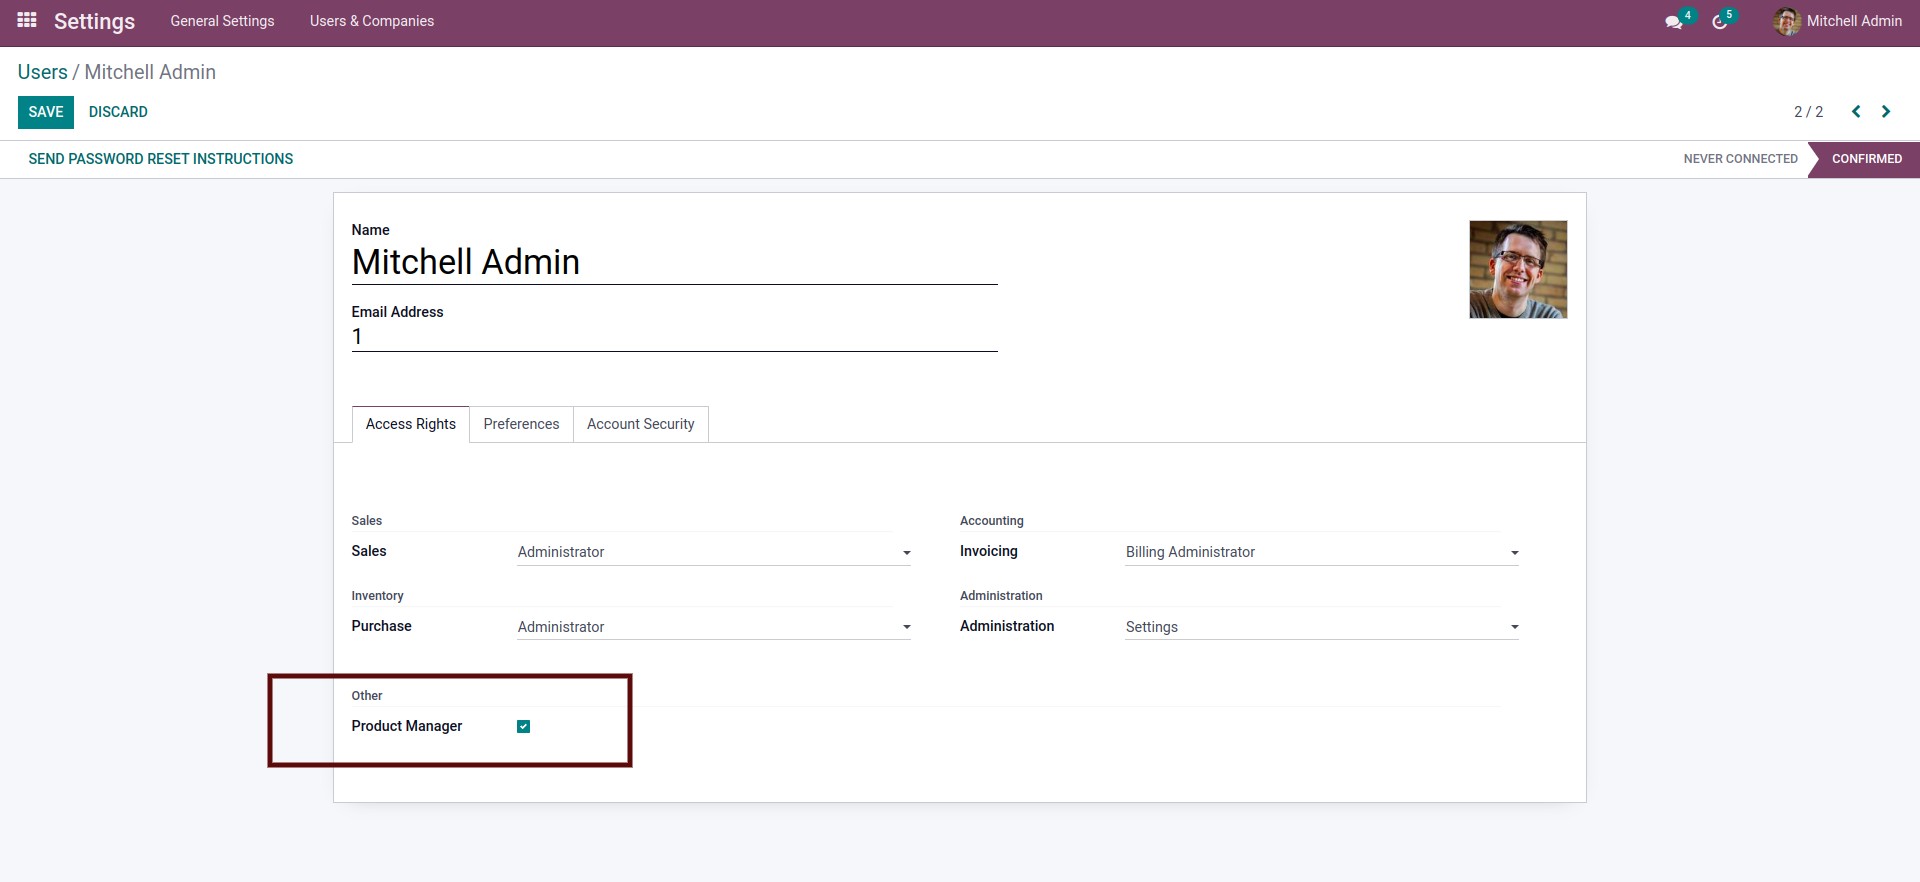 Settings General Settings Users & Companies 4 5 Mitchell Admin
Users / Mitchell Admin
SAVE DISCARD 2 / 2
SEND PASSWORD RESET INSTRUCTIONS NEVER CONNECTED CONFIRMED
Name
Mitchell Admin
Email Address
1
Access Rights Preferences Account Security
Sales Accounting
Sales Administrator Invoicing Billing Administrator
Inventory Administration
Purchase Administrator Administration Settings
Other
Product Manager